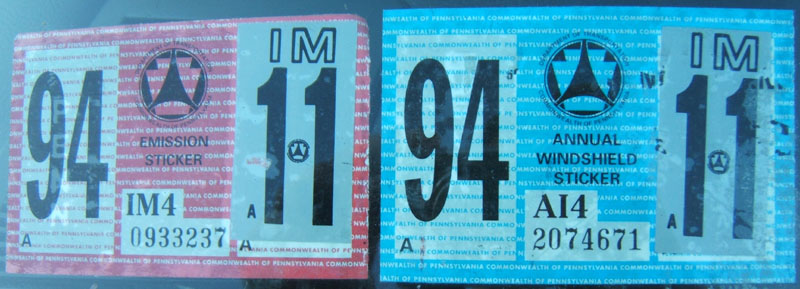 COMMONWEALTH OF PENNSYLVANIA
94
IM
11
EMISSION
STICKER
IM4
0933237
A
A
A
COMMONWEALTH OF PENNSYLVANIA
94
IM
11
ANNUAL
WINDSHIELD
STICKER
AI4
2074671
A
A